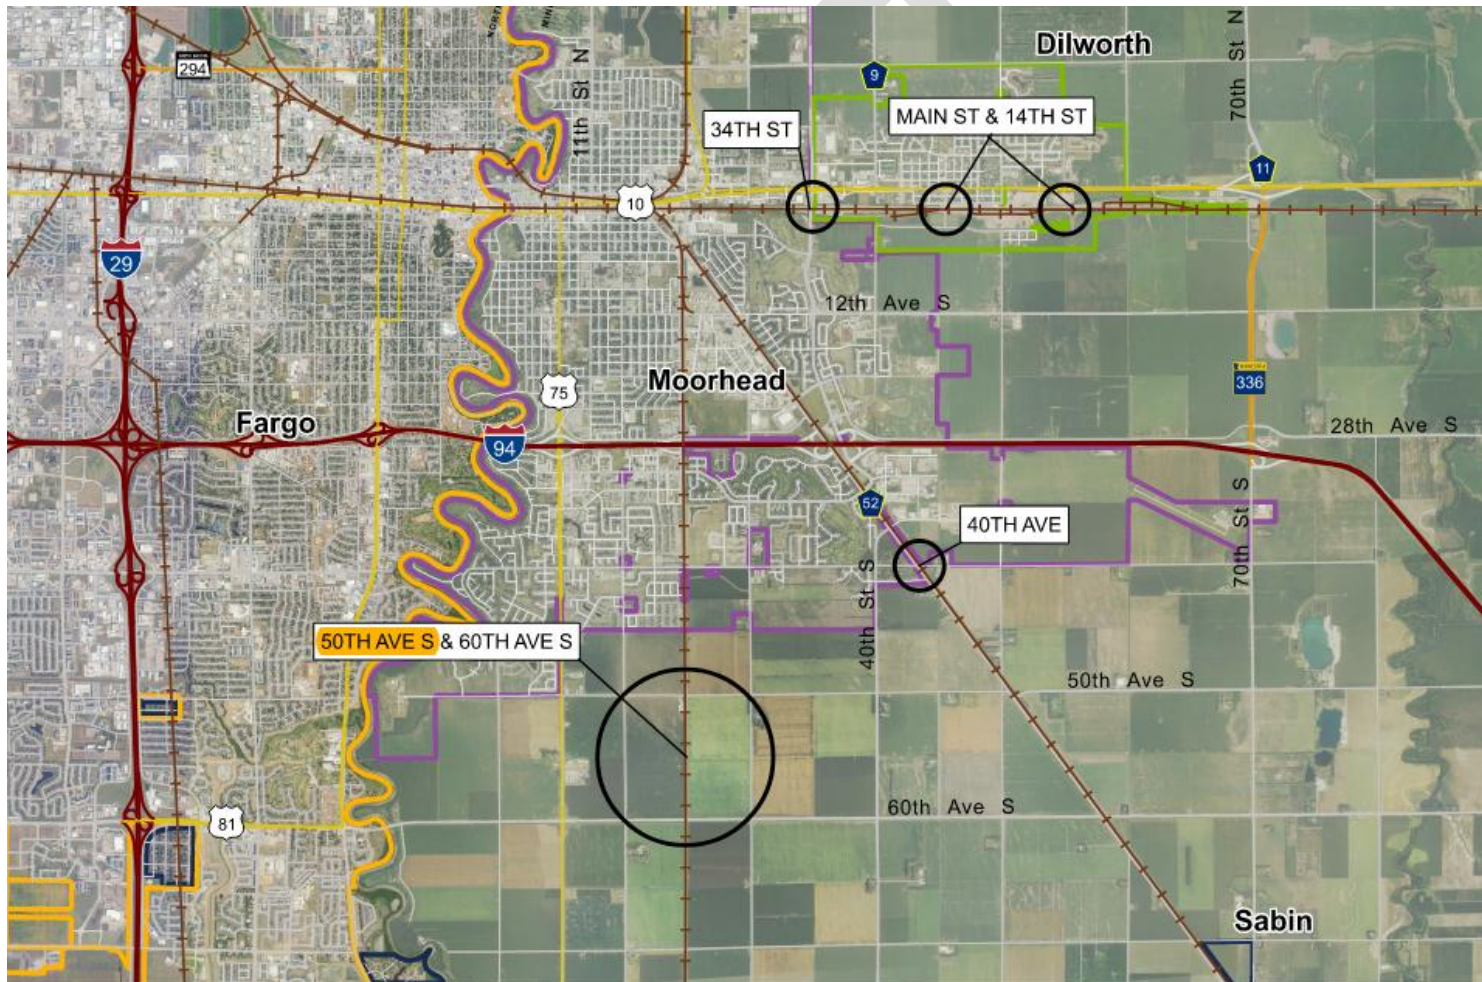 NORT
MINN
Dilworth
294
11th St N
9
70th St N
34TH ST
MAIN ST & 14TH ST
11
10
29
12th Ave S
75
Moorhead
336
Fargo
94
28th Ave S
52
40TH AVE
70th St S
40th St S
50TH AVE S & 60TH AVE S
50th Ave S
60th Ave S
81
Sabin